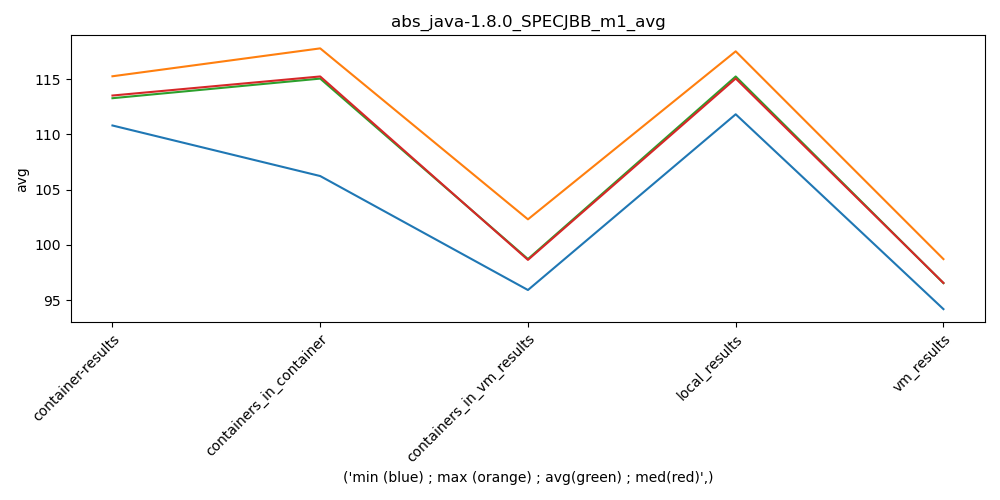 abs_java-1.8.0_SPECJBB_m1_avg
avg
115
110
105
100
95
container-results
containers_in_container
containers_in_vm_results
local_results
vm_results
('min (blue) ; max (orange) ; avg(green) ; med(red)',)